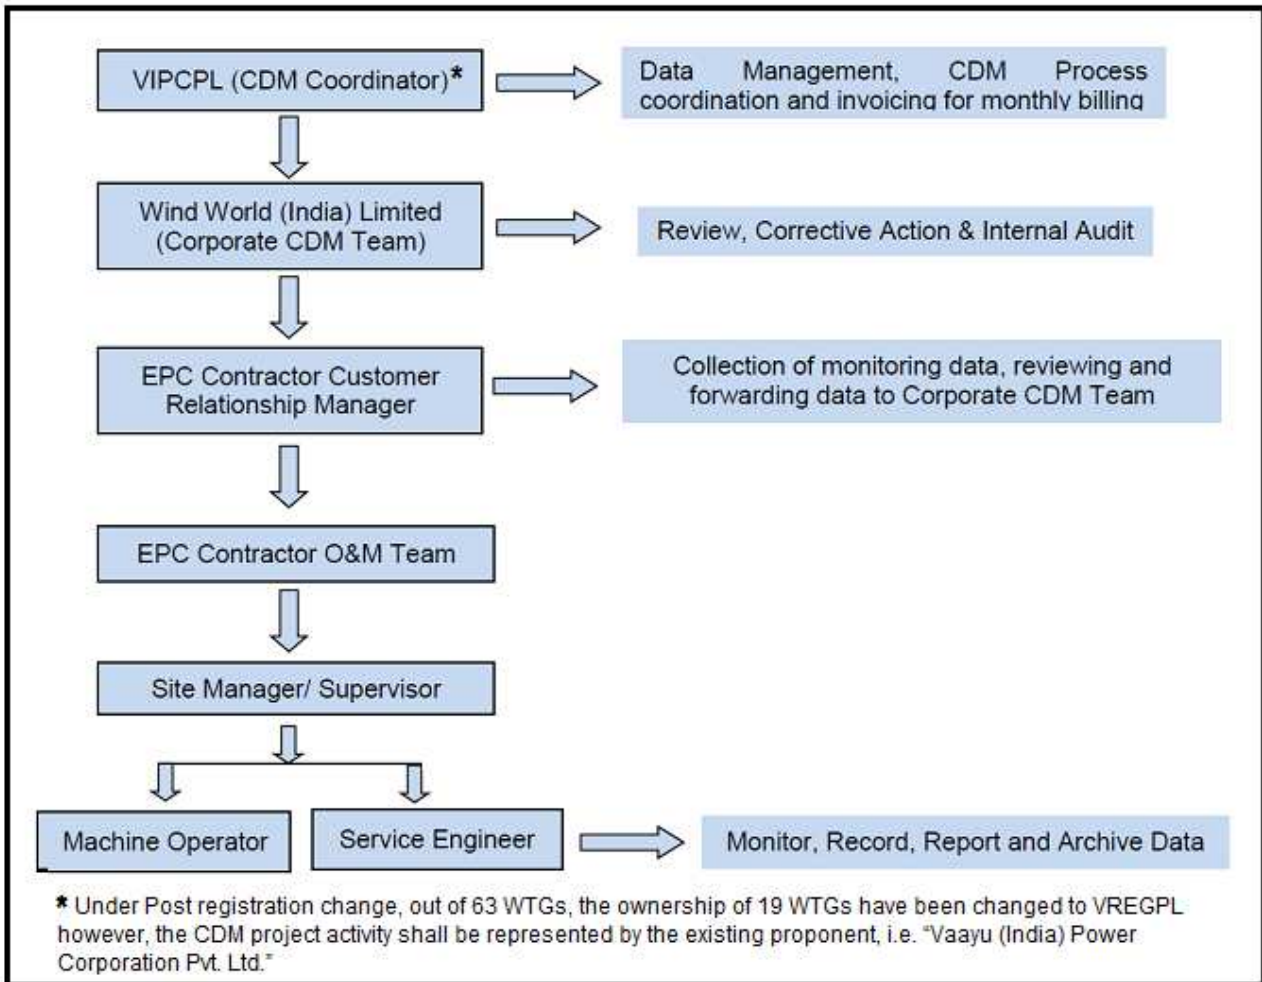 VIPCPL (CDM Coordinator)*
Data Management, CDM Process
coordination and invoicing for monthly billing
Wind World (India) Limited
(Corporate CDM Team)
Review, Corrective Action & Internal Audit
EPC Contractor Customer
Relationship Manager
Collection of monitoring data, reviewing and
forwarding data to Corporate CDM Team
EPC Contractor O&M Team
Site Manager/ Supervisor
Machine Operator
Service Engineer
Monitor, Record, Report and Archive Data
* Under Post registration change, out of 63 WTGs, the ownership of 19 WTGs have been changed to VREGPL
however, the CDM project activity shall be represented by the existing proponent, i.e. “Vaayu (India) Power
Corporation Pvt. Ltd.”